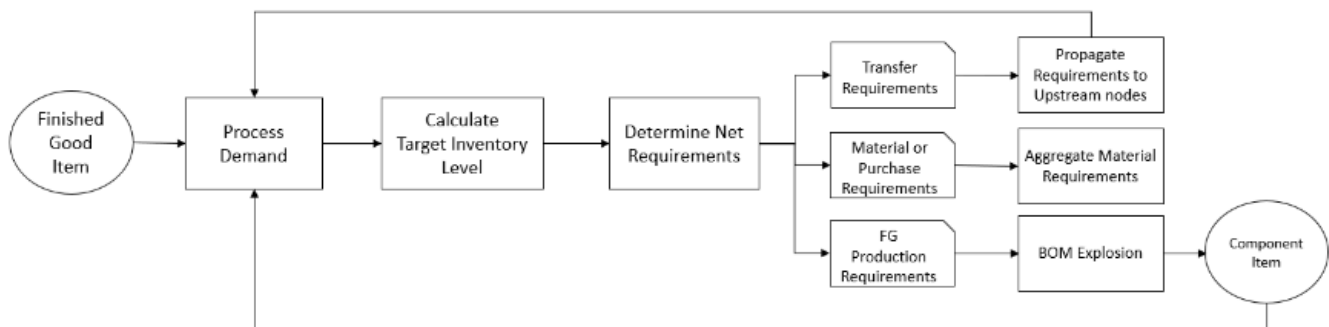 Finished
Good
Item
Process
Demand
Calculate
Target Inventory
Level
Determine Net
Requirements
Transfer
Requirements
Propagate
Requirements to
Upstream nodes
Material or
Purchase
Requirements
Aggregate Material
Requirements
FG
Production
Requirements
BOM Explosion
Component
Item